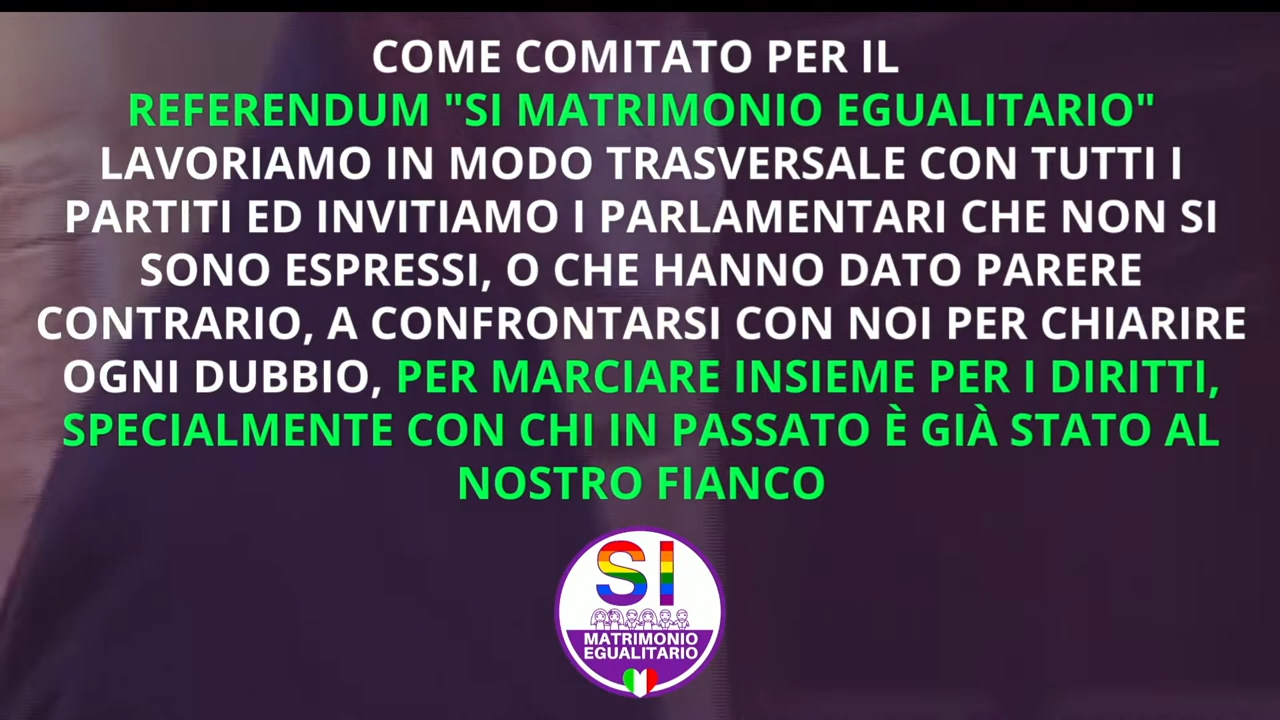 COME COMITATO PER IL
REFERENDUM "SI MATRIMONIO EGUALITARIO"
LAVORIAMO IN MODO TRASVERSALE CON TUTTI I
PARTITI ED INVITIAMO I PARLAMENTARI CHE NON SI
SONO ESPRESSI, O CHE HANNO DATO PARERE
CONTRARIO, A CONFRONTARSI CON NOI PER CHIARIRE
OGNI DUBBIO, PER MARCIARE INSIEME PER I DIRITTI,
SPECIALMENTE CON CHI IN PASSATO È GIÀ STATO AL
NOSTRO FIANCO
SI
MATRIMONIO
EGUALITARIO